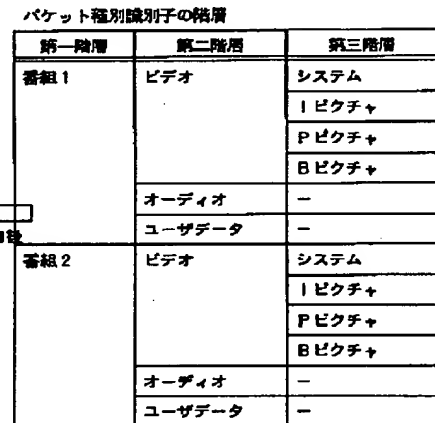 パケット種別識別子の階層
第一階層 第二階層 第三階層
番組1 ビデオ システム
Iピクチャ
Pピクチャ
Bピクチャ
オーディオ －
ユーザデータ －
番組2 ビデオ システム
Iピクチャ
Pピクチャ
Bピクチャ
オーディオ －
ユーザデータ －